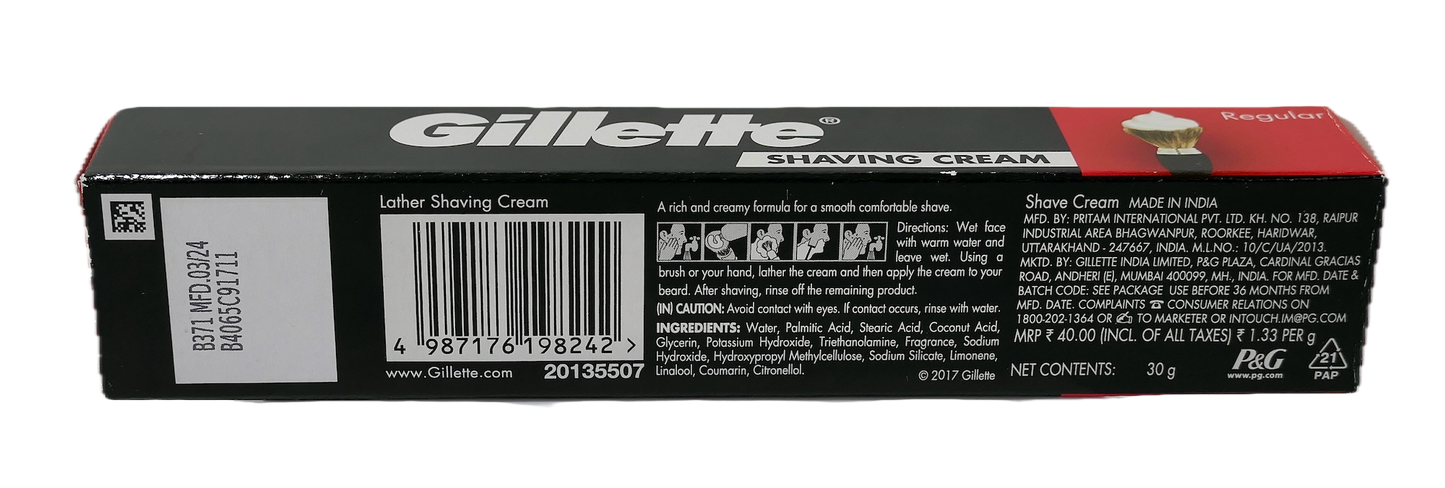 Gillette®
SHAVING CREAM
Regular
B371 MFD.03/24
B4065C91711
Lather Shaving Cream
4 987176 198242 >
www.Gillette.com 20135507
A rich and creamy formula for a smooth comfortable shave.
Directions: Wet face
with warm water and
leave wet. Using a
brush or your hand, lather the cream and then apply the cream to your
beard. After shaving, rinse off the remaining product.
(IN) CAUTION: Avoid contact with eyes. If contact occurs, rinse with water.
INGREDIENTS: Water, Palmitic Acid, Stearic Acid, Coconut Acid,
Glycerin, Potassium Hydroxide, Triethanolamine, Fragrance, Sodium
Hydroxide, Hydroxypropyl Methylcellulose, Sodium Silicate, Limonene,
Linalool, Coumarin, Citronellol.
© 2017 Gillette
Shave Cream MADE IN INDIA
MFD. BY: PRITAM INTERNATIONAL PVT. LTD. KH. NO. 138, RAIPUR
INDUSTRIAL AREA BHAGWANPUR, ROORKEE, HARIDWAR,
UTTARAKHAND - 247667, INDIA. M.L.NO.: 10/C/UA/2013.
MKTD. BY: GILLETTE INDIA LIMITED, P&G PLAZA, CARDINAL GRACIAS
ROAD, ANDHERI (E), MUMBAI 400099, MH., INDIA. FOR MFD. DATE &
BATCH CODE: SEE PACKAGE USE BEFORE 36 MONTHS FROM
MFD. DATE. COMPLAINTS ☎ CONSUMER RELATIONS ON
1800-202-1364 OR ✍ TO MARKETER OR INTOUCH.IM@PG.COM
MRP ₹ 40.00 (INCL. OF ALL TAXES) ₹ 1.33 PER g
NET CONTENTS: 30 g
P&G
www.pg.com
21
PAP